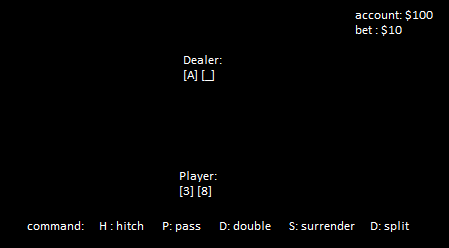 account: $100
bet : $10
Dealer:
[A] [_]
Player:
[3] [8]
command: H : hitch P: pass D: double S: surrender D: split